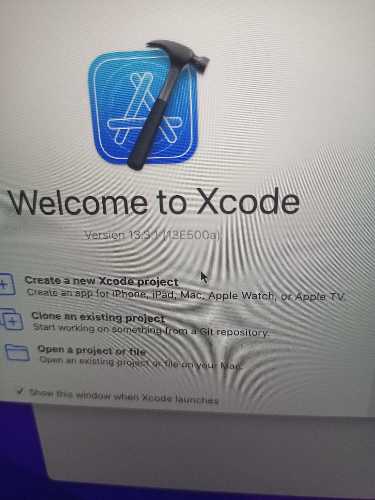 Welcome to Xcode
Version 13.3.1 (13E500a)
Create a new Xcode project
Create an app for iPhone, iPad, Mac, Apple Watch, or Apple TV.
Clone an existing project
Start working on something from a Git repository.
Open a project or file
Open an existing project or file on your Mac.
Show this window when Xcode launches